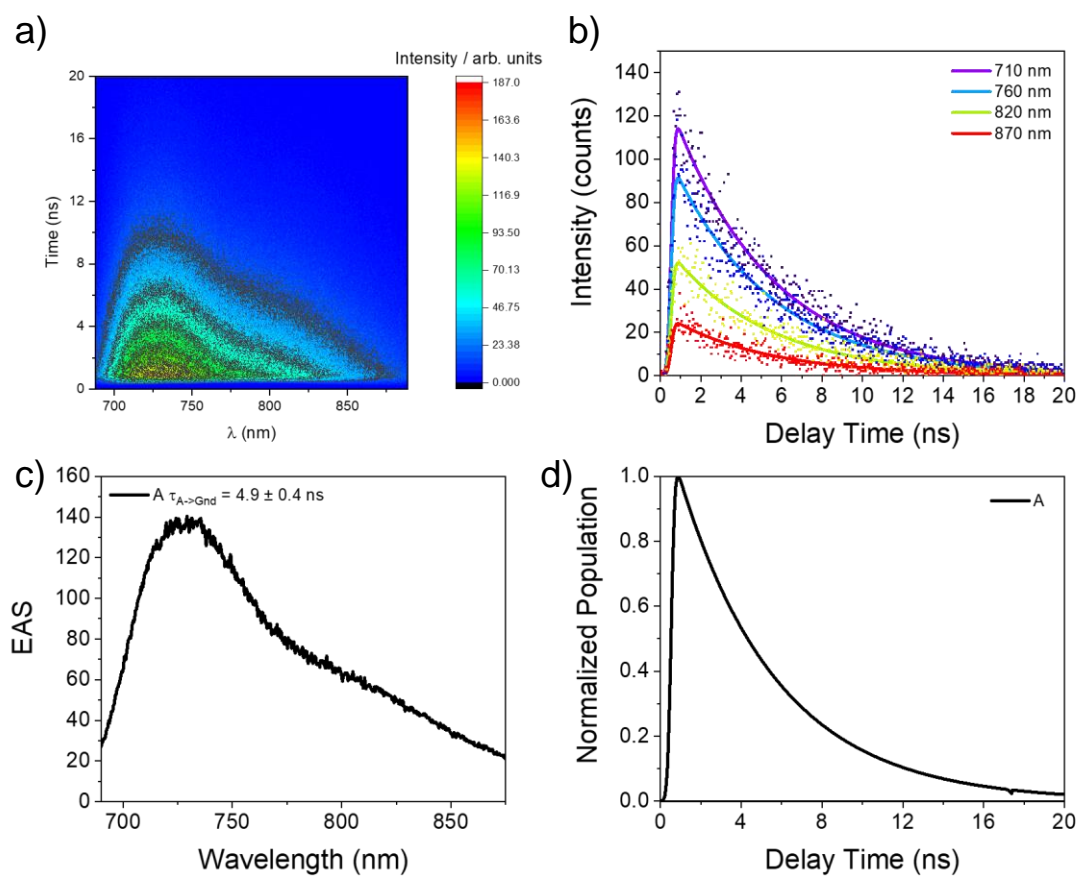 a)
Intensity / arb. units
20
16
12
8
4
0
Time (ns)
700
750
800
850
λ (nm)
187.0
163.6
140.3
116.9
93.50
70.13
46.75
23.38
0.000
b)
140
120
100
80
60
40
20
0
Intensity (counts)
710 nm
760 nm
820 nm
870 nm
0 2 4 6 8 10 12 14 16 18 20
Delay Time (ns)
c)
160
140
120
100
80
60
40
20
0
EAS
A τA->Gnd = 4.9 ± 0.4 ns
700
750
800
850
Wavelength (nm)
d)
1.0
0.8
0.6
0.4
0.2
0.0
Normalized Population
A
0 4 8 12 16 20
Delay Time (ns)